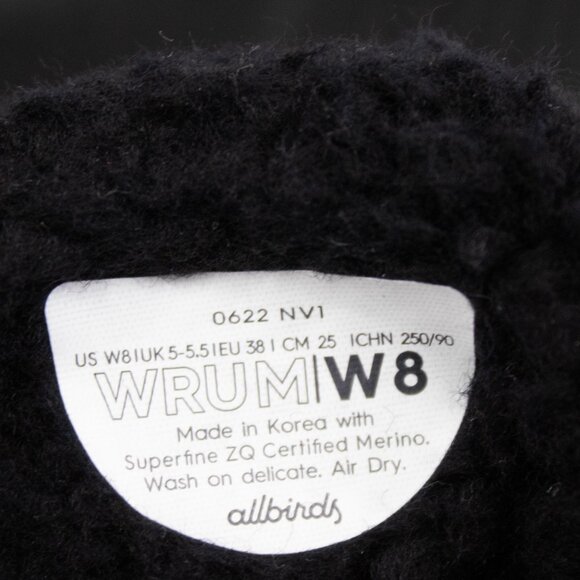 0622 NV1
US W8|UK 5-5.5|EU 38| CM 25 |CHN 250/90
WRUM|W8
Made in Korea with
Superfine ZQ Certified Merino.
Wash on delicate. Air Dry.
allbirds